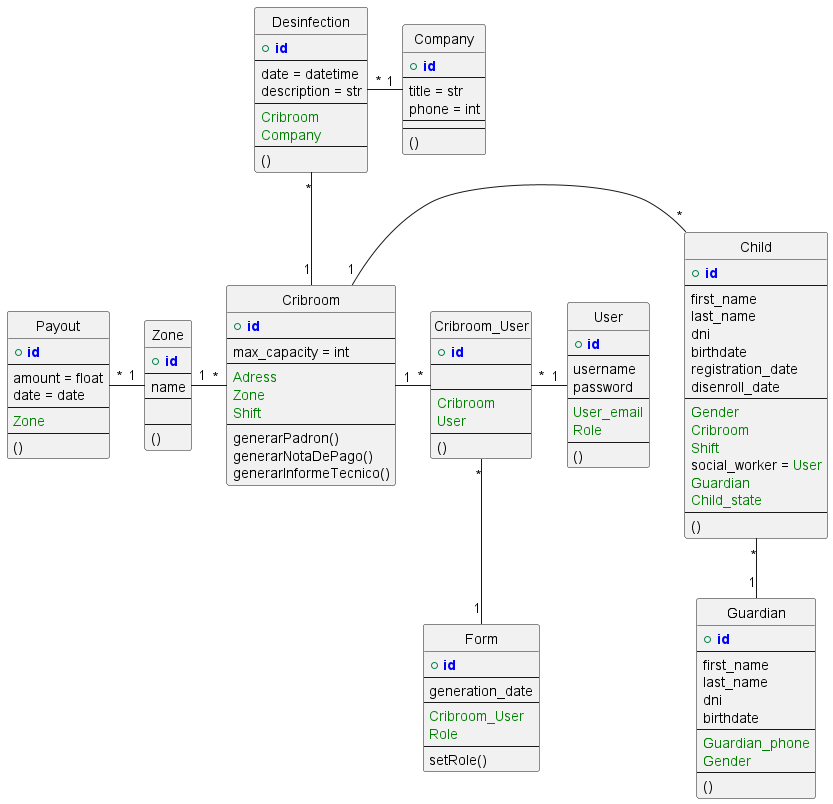 Desinfection
id
date = datetime
description = str
Cribroom
Company
()
* 1
Company
id
title = str
phone = int
()
*
1
1
*
Payout
id
amount = float
date = date
Zone
()
* 1
Zone
id
name
()
1 *
Cribroom
id
max_capacity = int
Adress
Zone
Shift
generarPadron()
generarNotaDePago()
generarInformeTecnico()
1 *
Cribroom_User
id
Cribroom
User
()
* 1
User
id
username
password
User_email
Role
()
Child
id
first_name
last_name
dni
birthdate
registration_date
disenroll_date
Gender
Cribroom
Shift
social_worker = User
Guardian
Child_state
()
*
1
Form
id
generation_date
Cribroom_User
Role
setRole()
*
1
Guardian
id
first_name
last_name
dni
birthdate
Guardian_phone
Gender
()